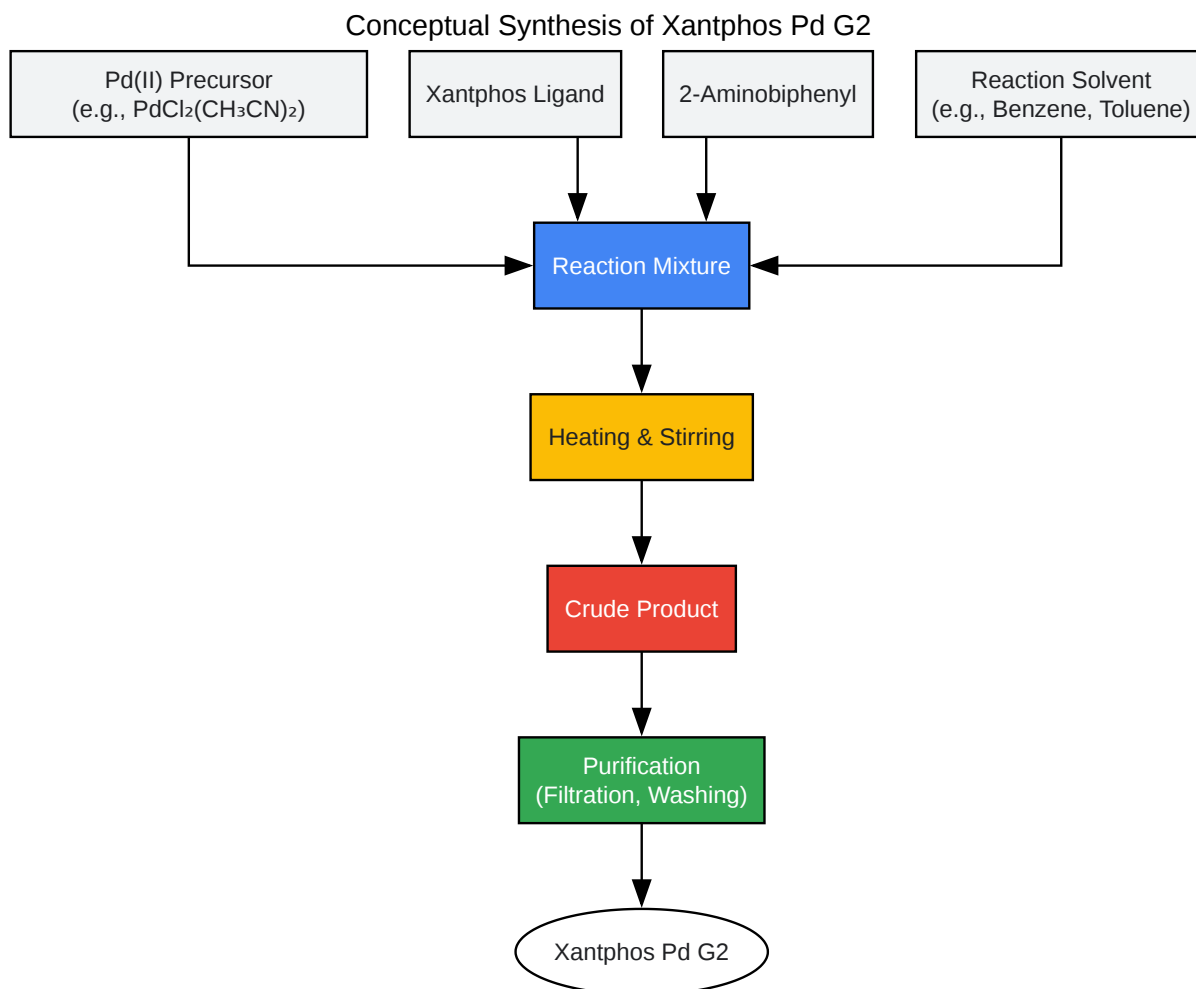 Conceptual Synthesis of Xantphos Pd G2
Pd(II) Precursor
(e.g., PdCl₂(CH₃CN)₂)
Xantphos Ligand
2-Aminobiphenyl
Reaction Solvent
(e.g., Benzene, Toluene)
Reaction Mixture
Heating & Stirring
Crude Product
Purification
(Filtration, Washing)
Xantphos Pd G2